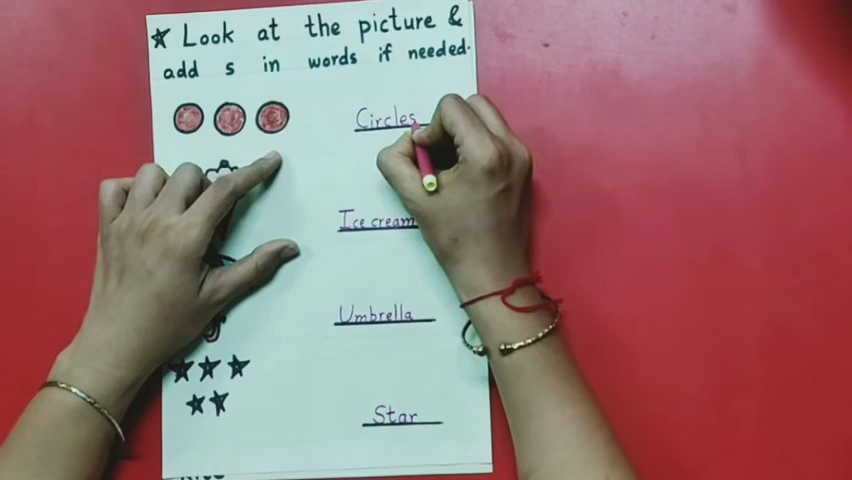 Look at the picture &
add s in words if needed.
Circles
Ice cream
Umbrella
Star